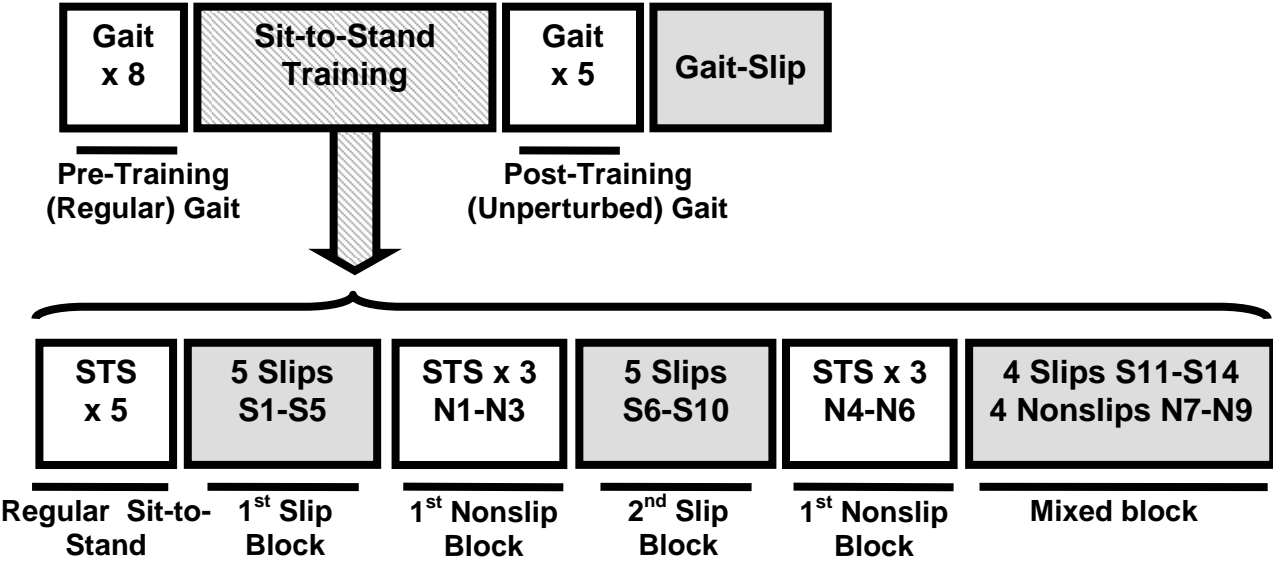 Gait
x 8
Sit-to-Stand
Training
Gait
x 5
Gait-Slip
Pre-Training
(Regular) Gait
Post-Training
(Unperturbed) Gait
STS
x 5
5 Slips
S1-S5
STS x 3
N1-N3
5 Slips
S6-S10
STS x 3
N4-N6
4 Slips S11-S14
4 Nonslips N7-N9
Regular Sit-to-
Stand
1st Slip
Block
1st Nonslip
Block
2nd Slip
Block
1st Nonslip
Block
Mixed block